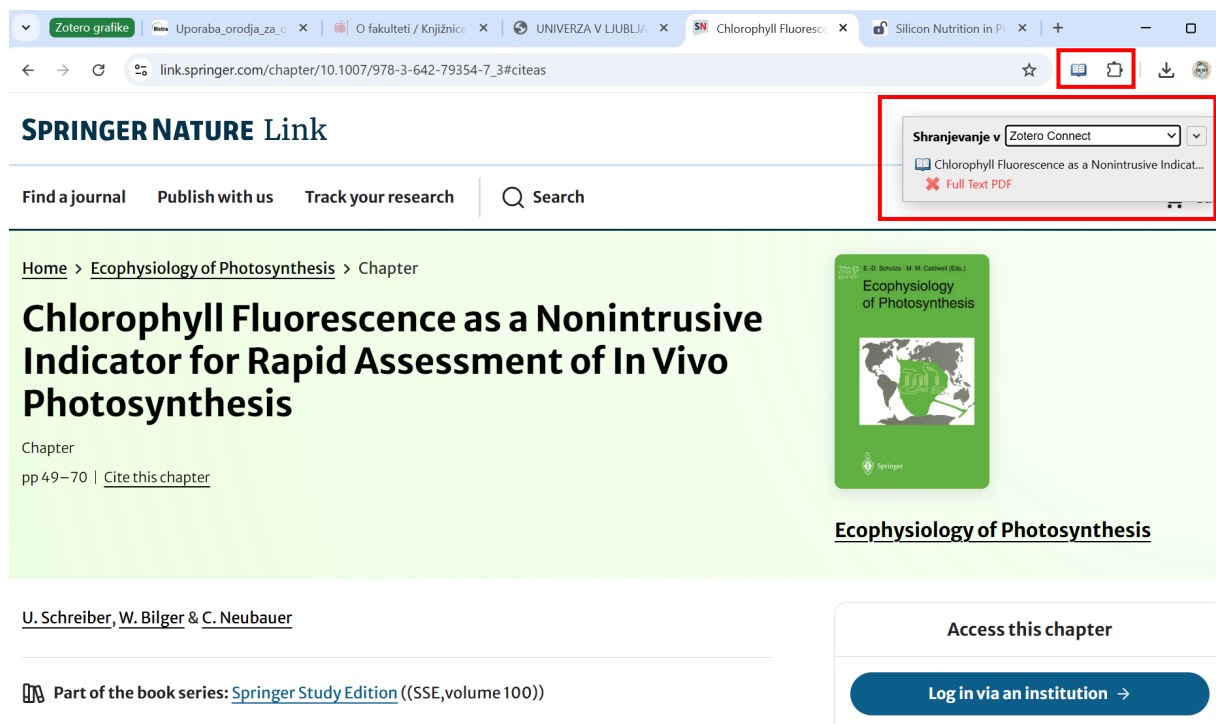 Zotero grafike
Bistra
Uporaba_orodja_za_c
O fakulteti / Knjižnice
UNIVERZA V LJUBLJA
SN
Chlorophyll Fluoresce
Silicon Nutrition in Pl
link.springer.com/chapter/10.1007/978-3-642-79354-7_3#citeas
SPRINGER NATURE Link
Shranjevanje v Zotero Connect
Chlorophyll Fluorescence as a Nonintrusive Indicat...
Full Text PDF
Find a journal Publish with us Track your research Search
Home > Ecophysiology of Photosynthesis > Chapter
Chlorophyll Fluorescence as a Nonintrusive
Indicator for Rapid Assessment of In Vivo
Photosynthesis
Chapter
pp 49–70 | Cite this chapter
E.-D. Schulze · M. M. Caldwell (Eds.)
Ecophysiology
of Photosynthesis
Springer
Ecophysiology of Photosynthesis
U. Schreiber, W. Bilger & C. Neubauer
Part of the book series: Springer Study Edition ((SSE,volume 100))
Access this chapter
Log in via an institution →